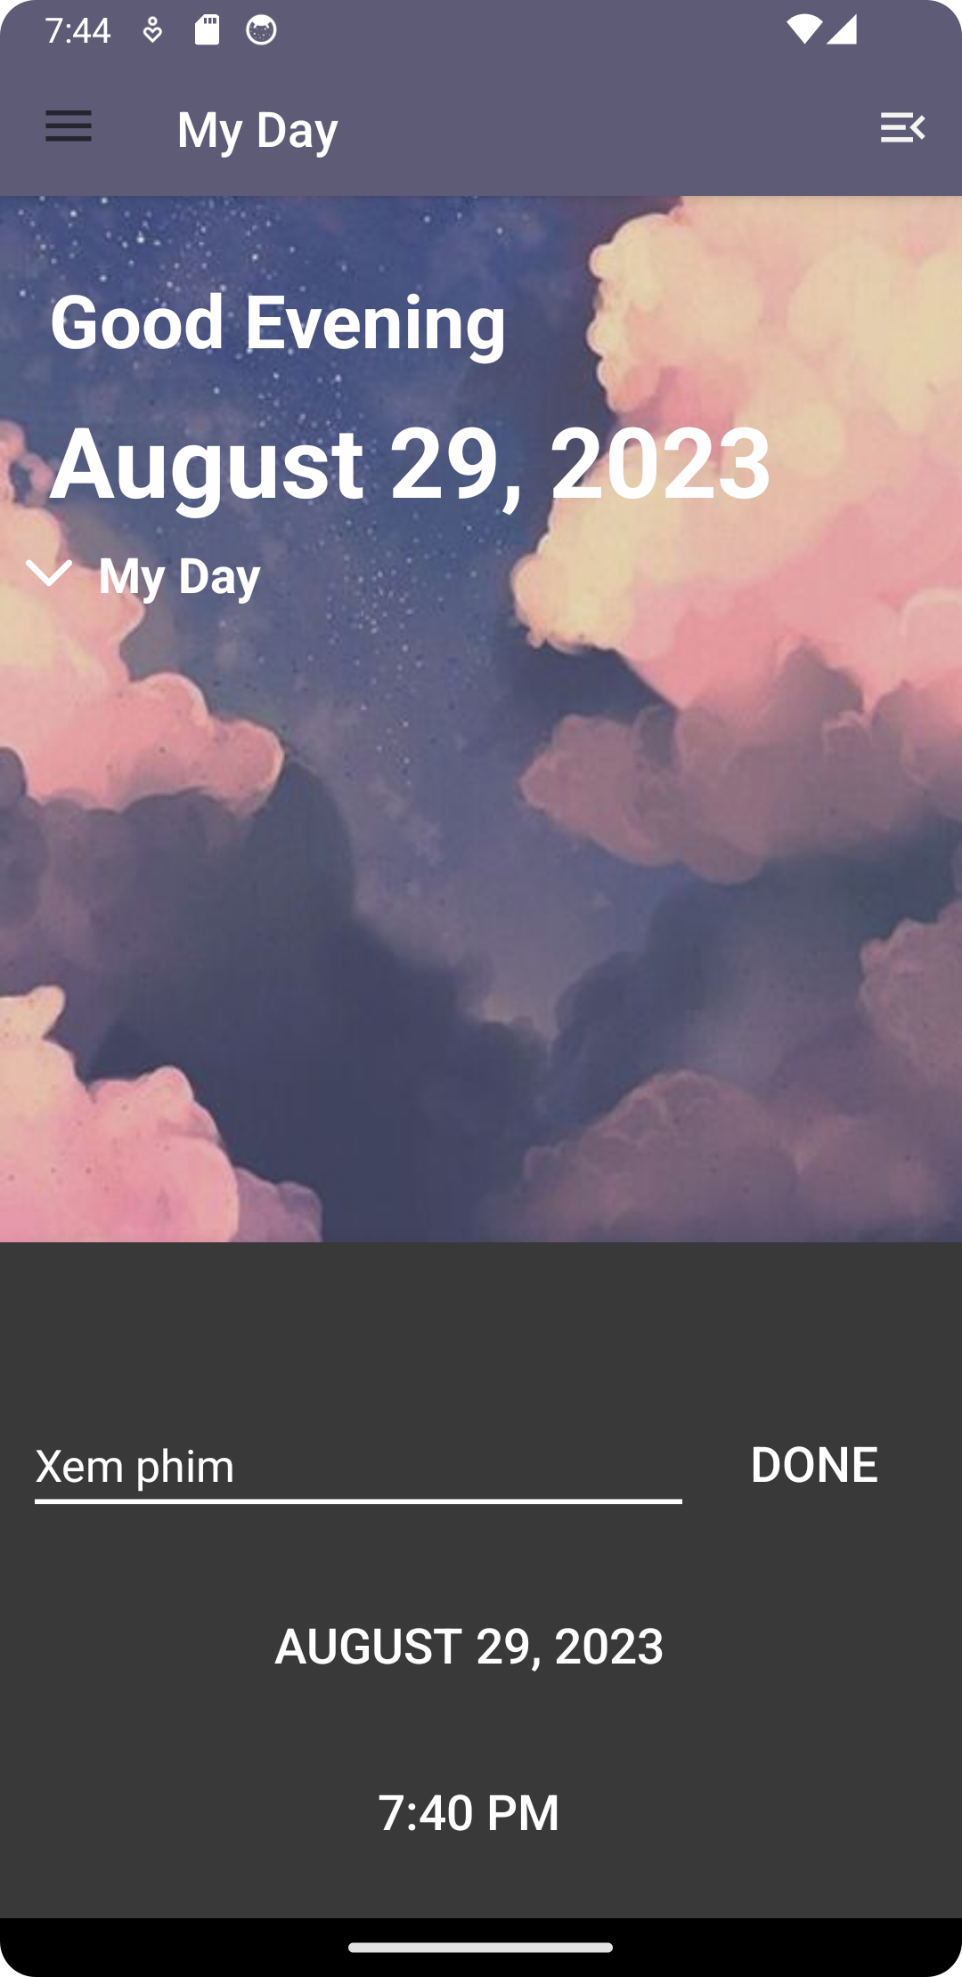 7:44
My Day
Good Evening
August 29, 2023
My Day
Xem phim
DONE
AUGUST 29, 2023
7:40 PM